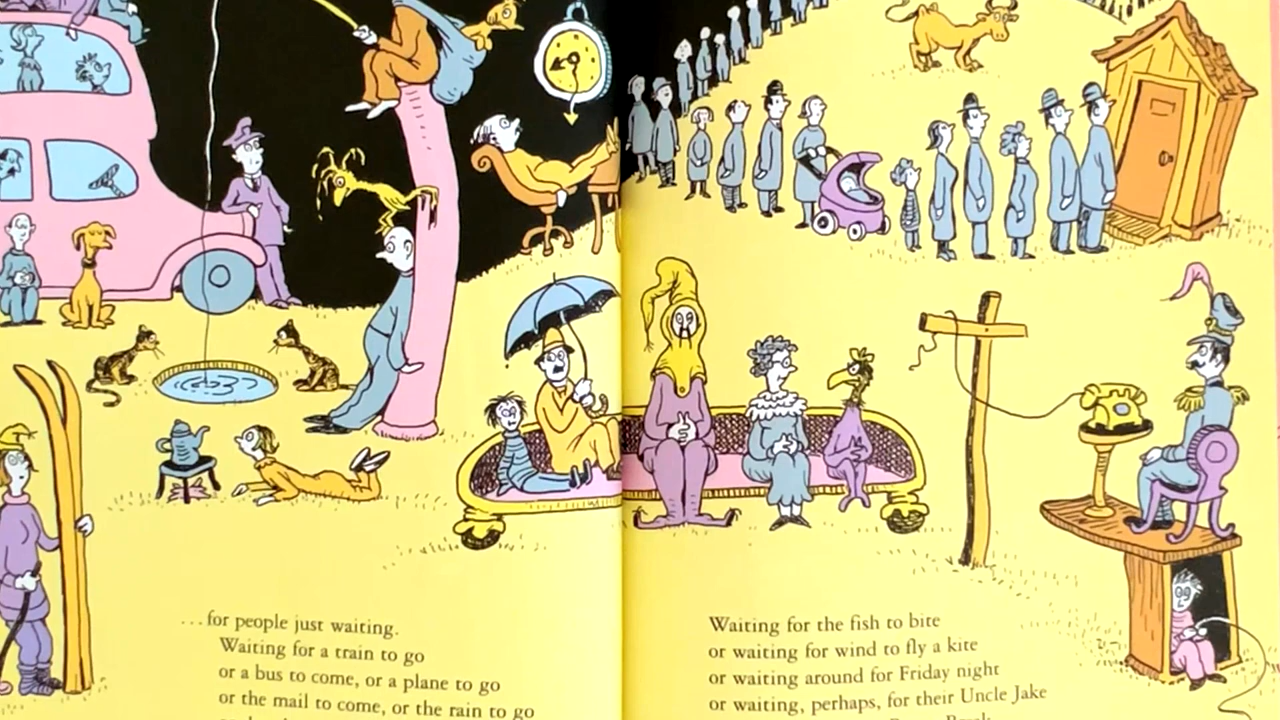 ...for people just waiting.
Waiting for a train to go
or a bus to come, or a plane to go
or the mail to come, or the rain to go
Waiting for the fish to bite
or waiting for wind to fly a kite
or waiting around for Friday night
or waiting, perhaps, for their Uncle Jake